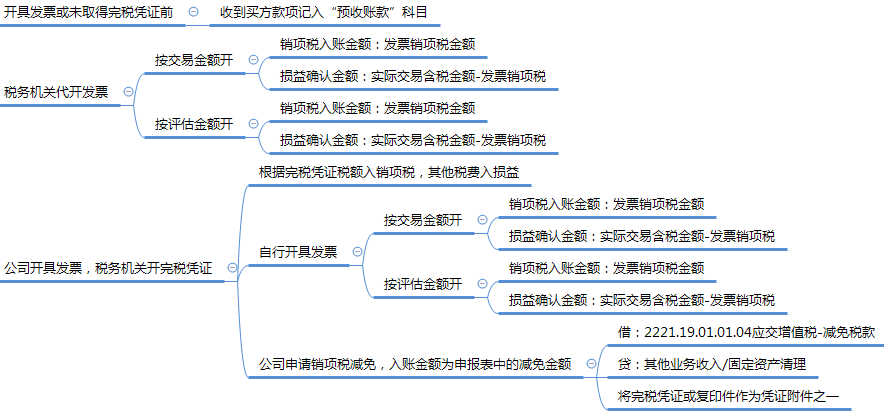 开具发票或未取得完税凭证前
收到买方款项记入“预收账款”科目
税务机关代开发票
按交易金额开
销项税入账金额：发票销项税金额
损益确认金额：实际交易含税金额-发票销项税
按评估金额开
销项税入账金额：发票销项税金额
损益确认金额：实际交易含税金额-发票销项税
公司开具发票，税务机关开完税凭证
根据完税凭证税额入销项税，其他税费入损益
自行开具发票
按交易金额开
销项税入账金额：发票销项税金额
损益确认金额：实际交易含税金额-发票销项税
按评估金额开
销项税入账金额：发票销项税金额
损益确认金额：实际交易含税金额-发票销项税
公司申请销项税减免，入账金额为申报表中的减免金额
借：2221.19.01.01.04应交增值税-减免税款
贷：其他业务收入/固定资产清理
将完税凭证或复印件作为凭证附件之一